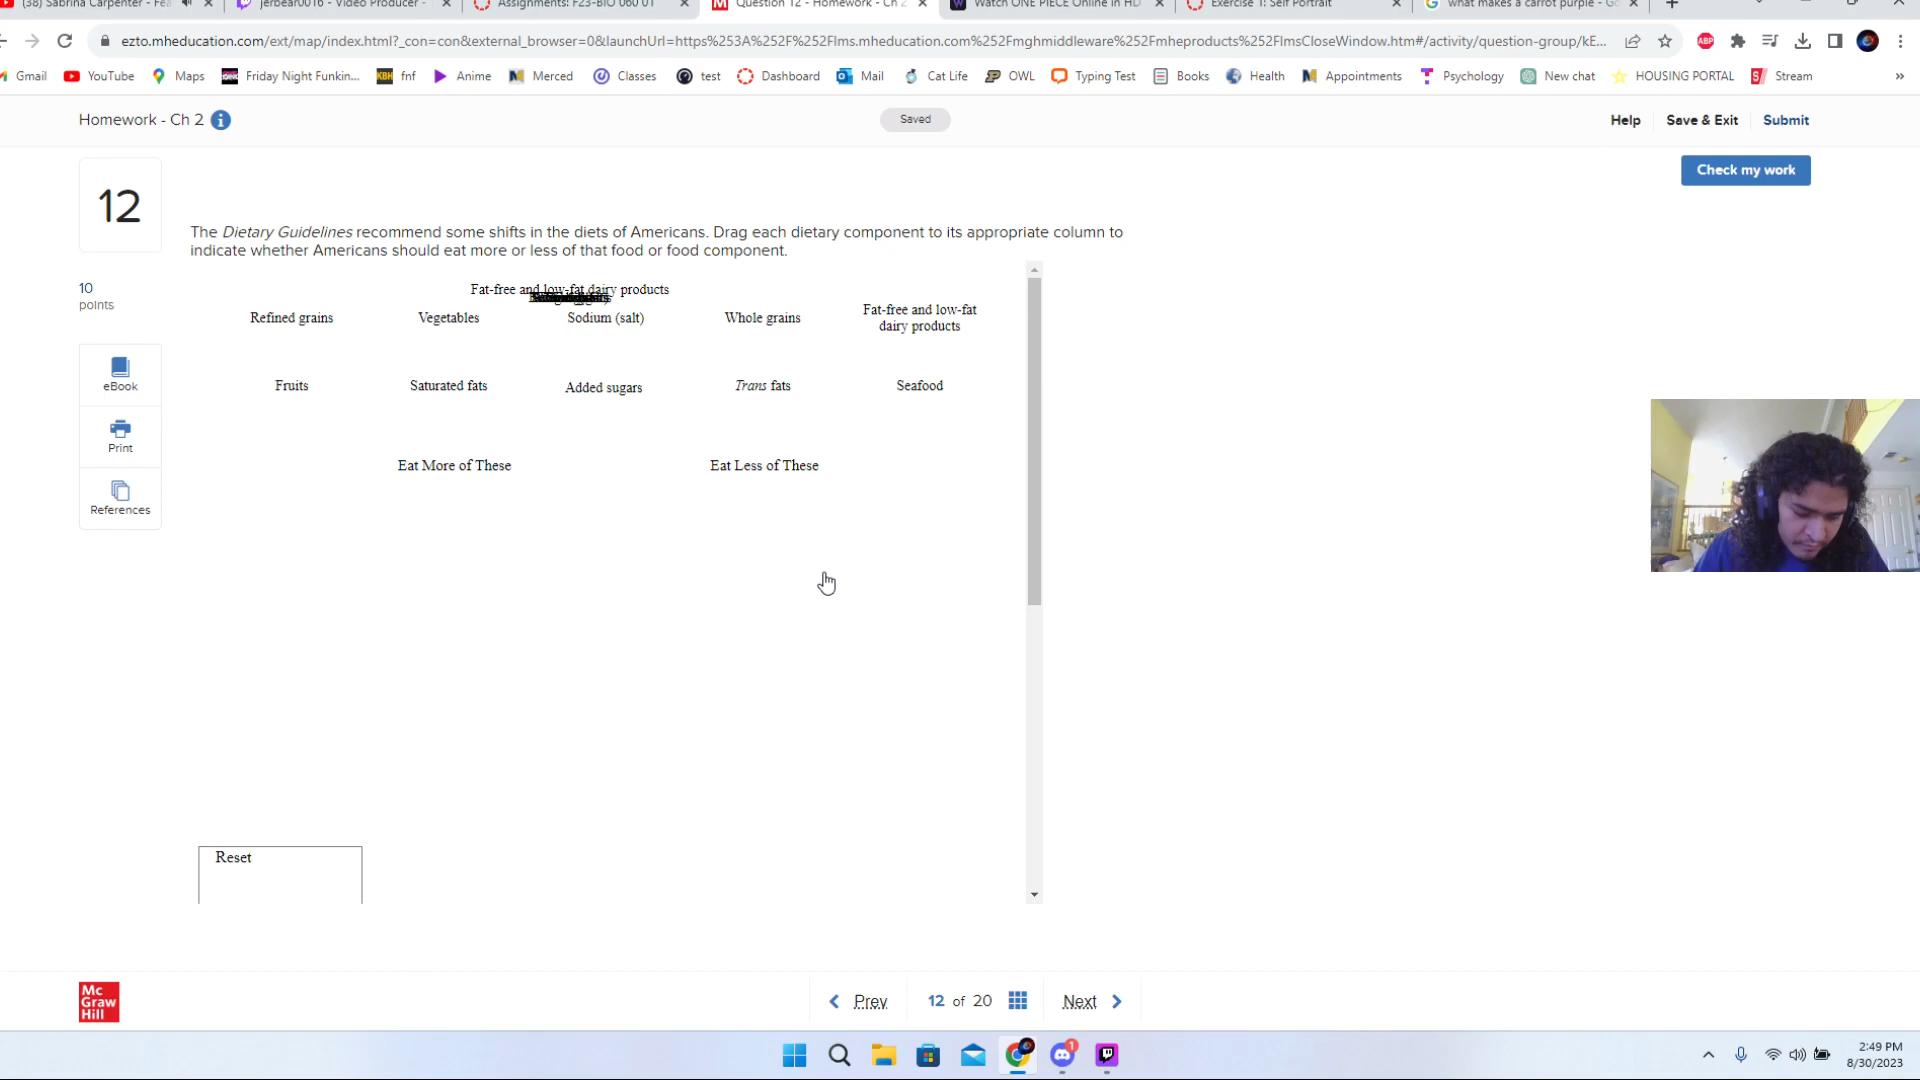 (38) Sabrina Carpenter - Fea
jerbear0016 - Video Producer -
Assignments: F23-BIO 060 01
Question 12 - Homework - Ch 2
Watch ONE PIECE Online in HD
Exercise 1: Self Portrait
what makes a carrot purple - Go
ezto.mheducation.com/ext/map/index.html?_con=con&external_browser=0&launchUrl=https%253A%252F%252Flms.mheducation.com%252Fmghmiddleware%252Fmheproducts%252FlmsCloseWindow.htm#/activity/question-group/kE...
ABP
Gmail YouTube Maps Friday Night Funkin... KBH fnf Anime Merced Classes test Dashboard Mail Cat Life OWL Typing Test Books Health Appointments Psychology New chat HOUSING PORTAL Stream »
Homework - Ch 2
Saved
Help Save & Exit Submit
Check my work
12
The Dietary Guidelines recommend some shifts in the diets of Americans. Drag each dietary component to its appropriate column to
indicate whether Americans should eat more or less of that food or food component.
10
points
Fat-free and low-fat dairy products
Refined grains Vegetables Sodium (salt) Whole grains Fat-free and low-fat
dairy products
Fruits Saturated fats Added sugars Trans fats Seafood
eBook
Print
References
Eat More of These Eat Less of These
Reset
Mc
Graw
Hill
Prev 12 of 20 Next
1
2:49 PM
8/30/2023